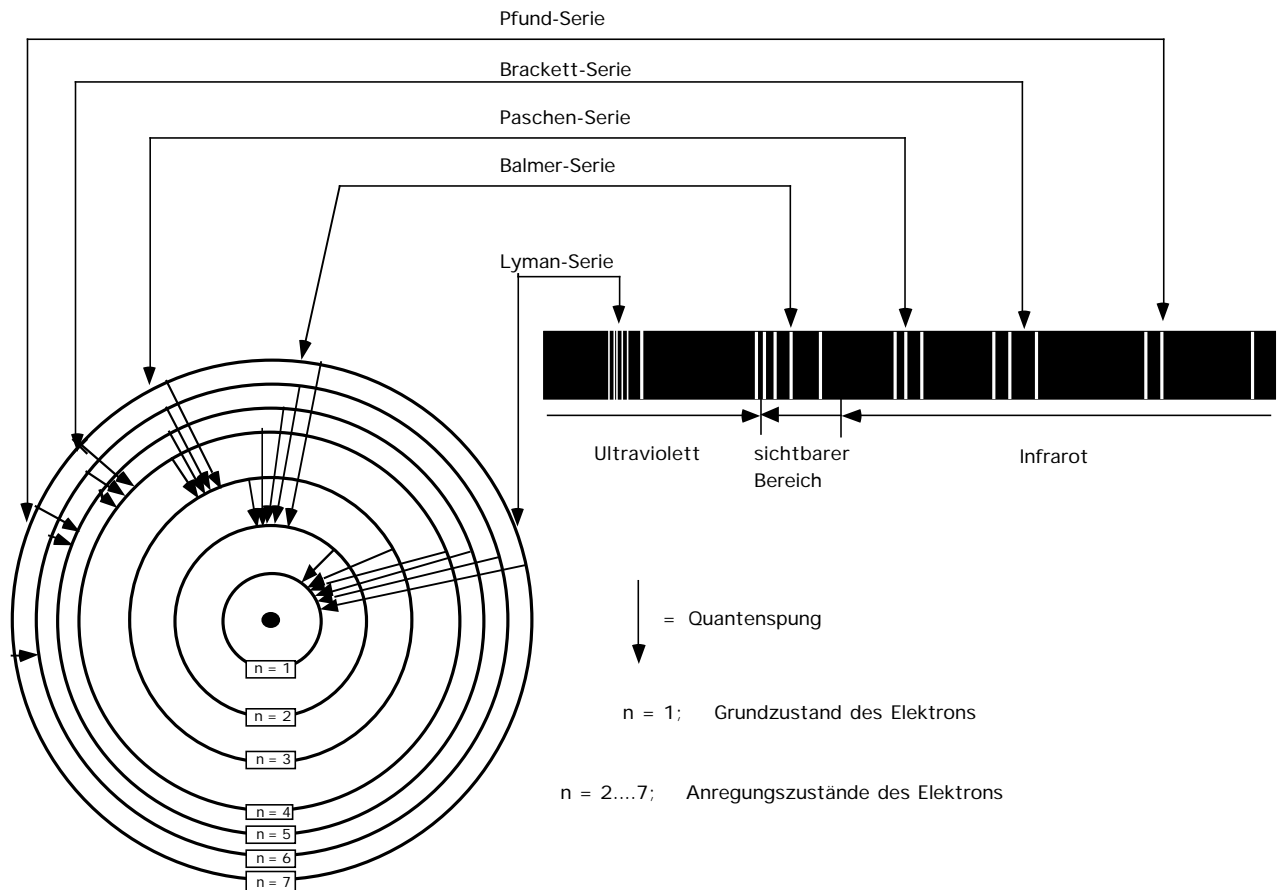 Pfund-Serie
Brackett-Serie
Paschen-Serie
Balmer-Serie
Lyman-Serie
Ultraviolett
sichtbarer
Bereich
Infrarot
= Quantenspung
n = 1; Grundzustand des Elektrons
n = 2....7; Anregungszustände des Elektrons
n = 1
n = 2
n = 3
n = 4
n = 5
n = 6
n = 7